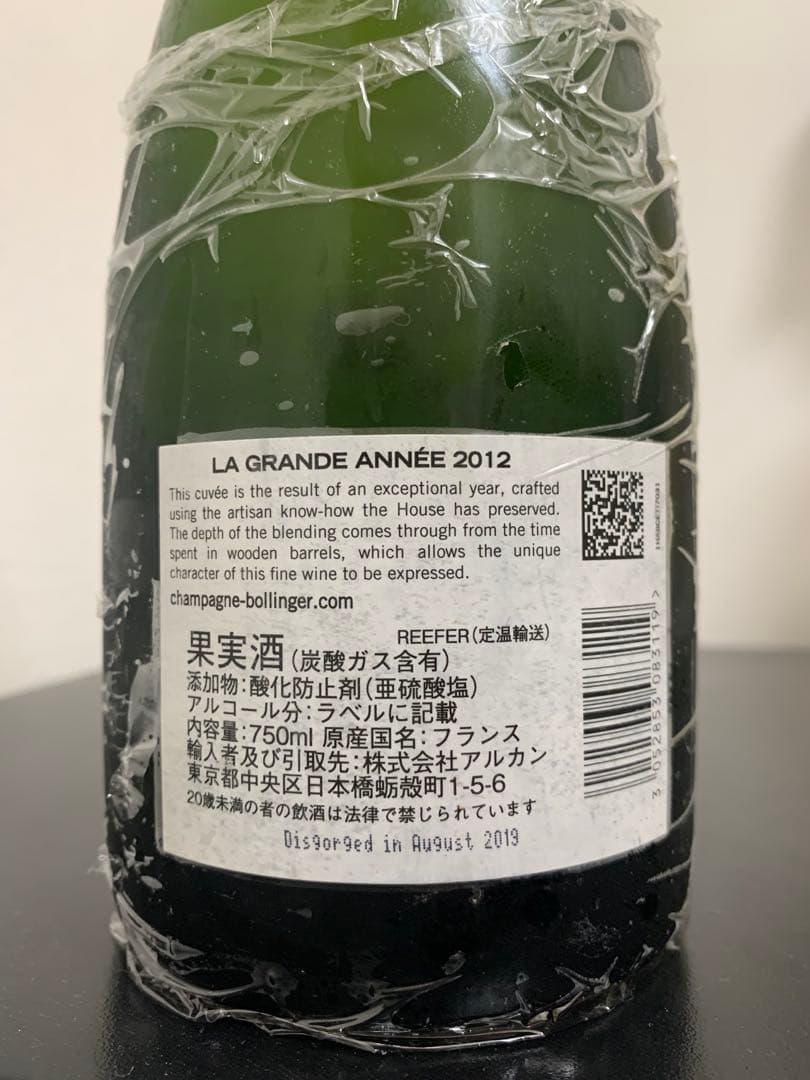 LA GRANDE ANNÉE 2012
This cuvée is the result of an exceptional year, crafted
using the artisan know-how the House has preserved.
The depth of the blending comes through from the time
spent in wooden barrels, which allows the unique
character of this fine wine to be expressed.
champagne-bollinger.com
REEFER(定温輸送)
果実酒(炭酸ガス含有)
添加物:酸化防止剤(亜硫酸塩)
アルコール分:ラベルに記載
内容量:750ml 原産国名:フランス
輸入者及び引取先:株式会社アルカン
東京都中央区日本橋蛎殻町1-5-6
20歳未満の者の飲酒は法律で禁じられています
Disgorged in August 2019
3 052853 083119 >